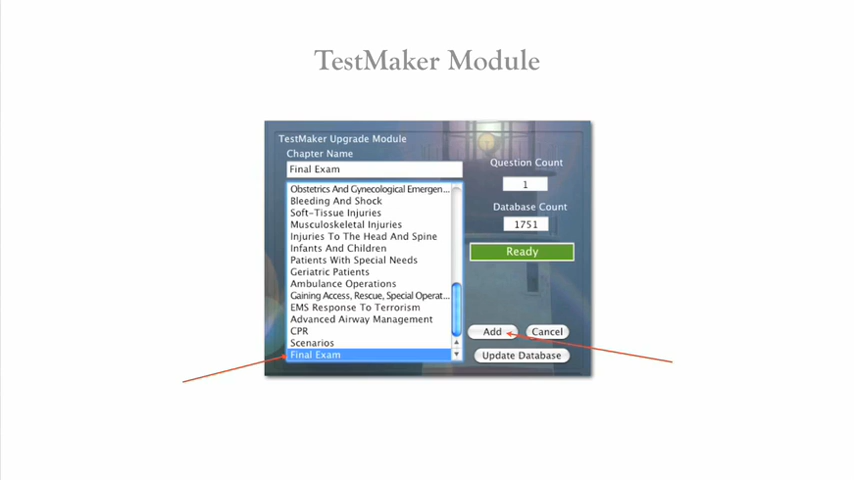 TestMaker Module
TestMaker Upgrade Module
Chapter Name
Final Exam
Obstetrics And Gynecological Emergen...
Bleeding And Shock
Soft-Tissue Injuries
Musculoskeletal Injuries
Injuries To The Head And Spine
Infants And Children
Patients With Special Needs
Geriatric Patients
Ambulance Operations
Gaining Access, Rescue, Special Operat...
EMS Response To Terrorism
Advanced Airway Management
CPR
Scenarios
Final Exam
Question Count
1
Database Count
1751
Ready
Add
Cancel
Update Database